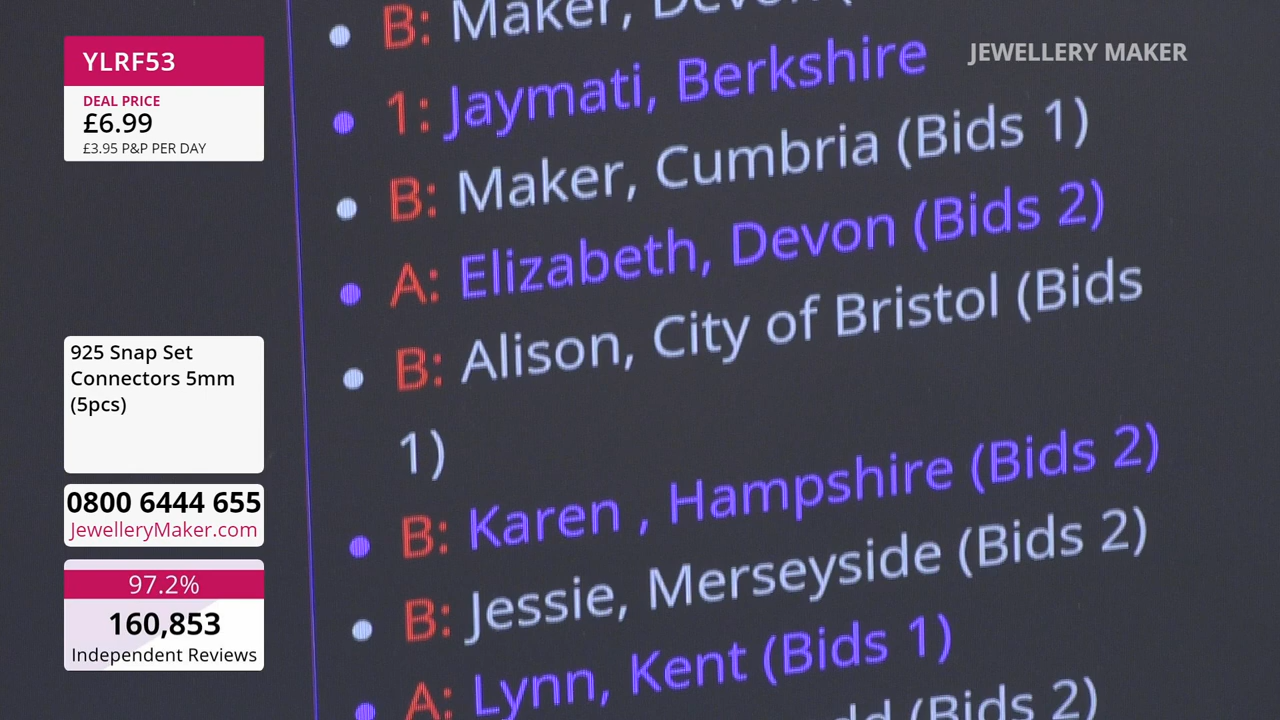 YLRF53
DEAL PRICE
£6.99
£3.95 P&P PER DAY
925 Snap Set
Connectors 5mm
(5pcs)
0800 6444 655
JewelleryMaker.com
97.2%
160,853
Independent Reviews
JEWELLERY MAKER
B: Maker, Devon (
1: Jaymati, Berkshire
B: Maker, Cumbria (Bids 1)
A: Elizabeth, Devon (Bids 2)
B: Alison, City of Bristol (Bids
1)
B: Karen , Hampshire (Bids 2)
B: Jessie, Merseyside (Bids 2)
A: Lynn, Kent (Bids 1)
(Bids 2)